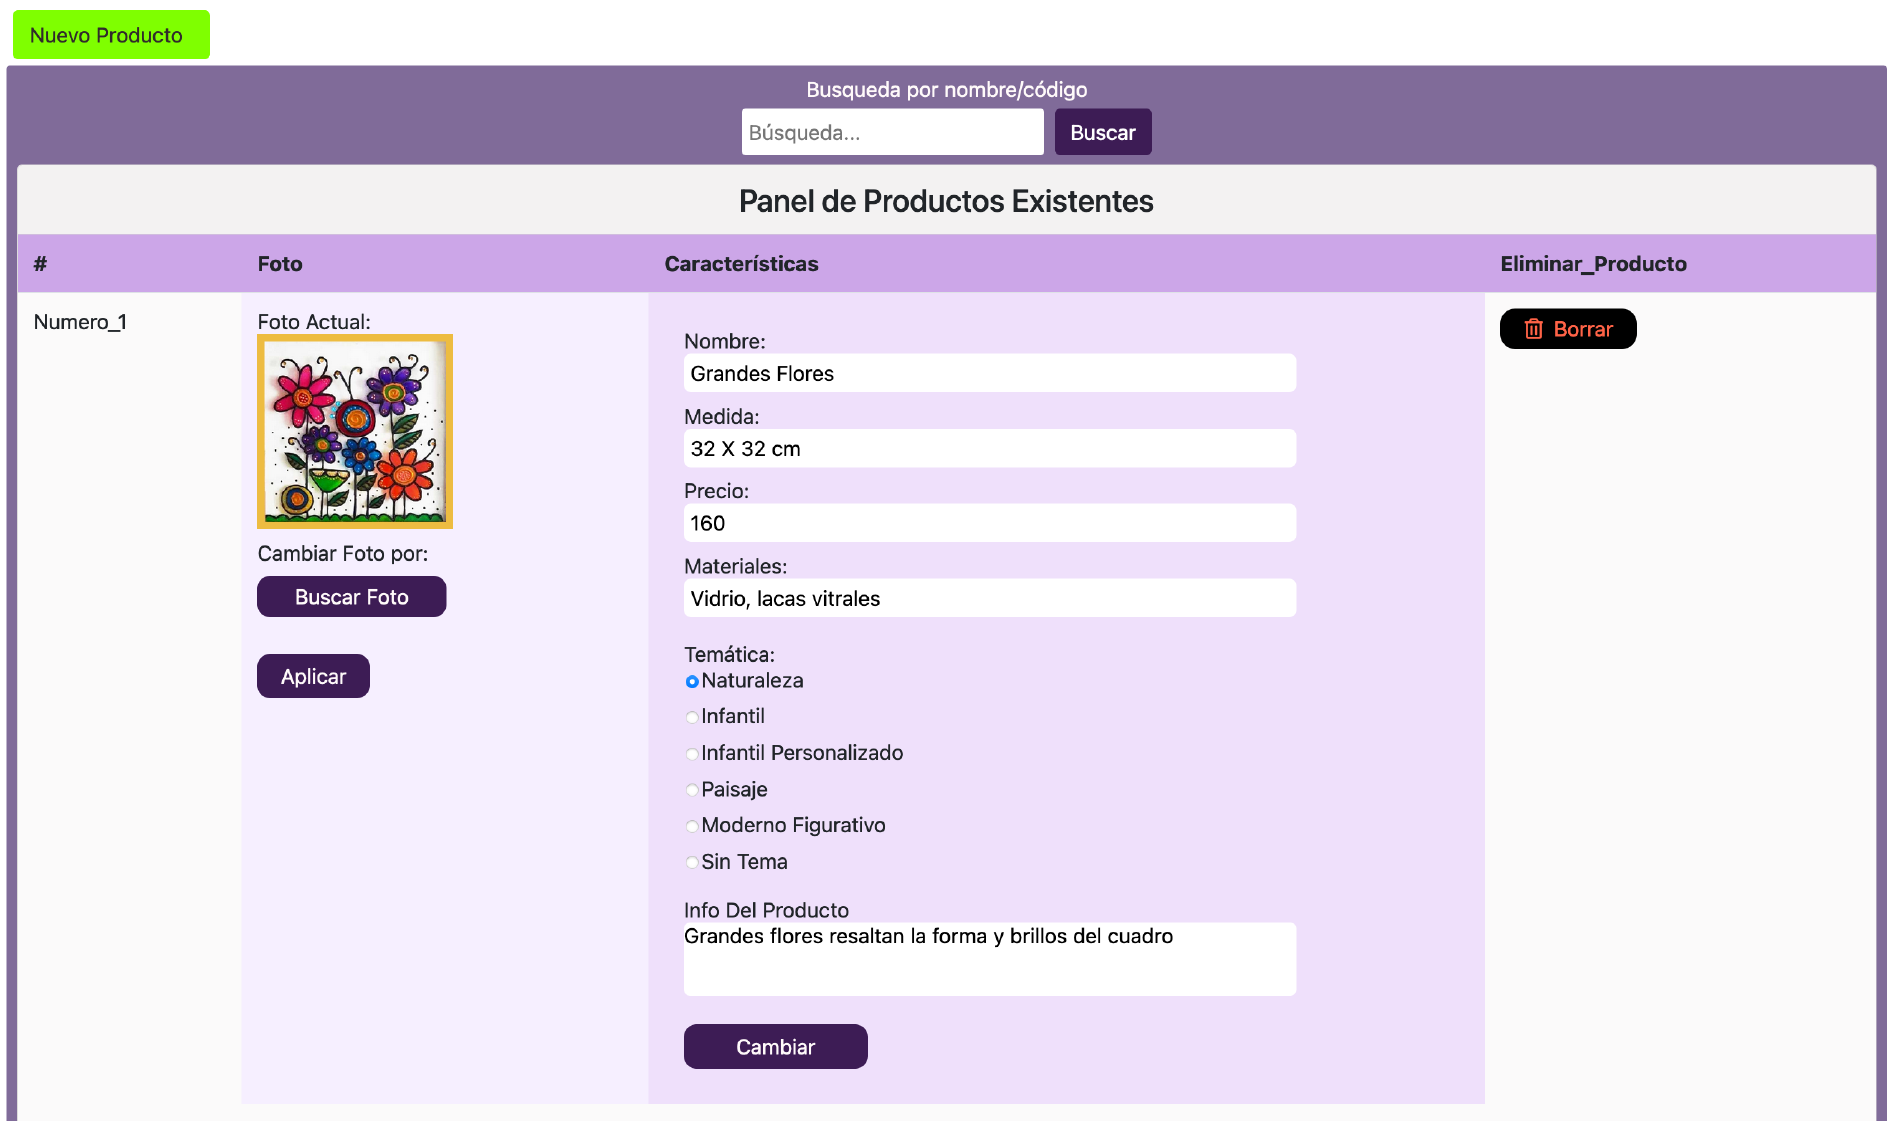 Nuevo Producto
Busqueda por nombre/código
Búsqueda... Buscar
Panel de Productos Existentes
# Foto Características Eliminar_Producto
Numero_1
Foto Actual:
Cambiar Foto por:
Buscar Foto
Aplicar
Nombre:
Grandes Flores
Medida:
32 X 32 cm
Precio:
160
Materiales:
Vidrio, lacas vitrales
Temática:
Naturaleza
Infantil
Infantil Personalizado
Paisaje
Moderno Figurativo
Sin Tema
Info Del Producto
Grandes flores resaltan la forma y brillos del cuadro
Cambiar
Borrar